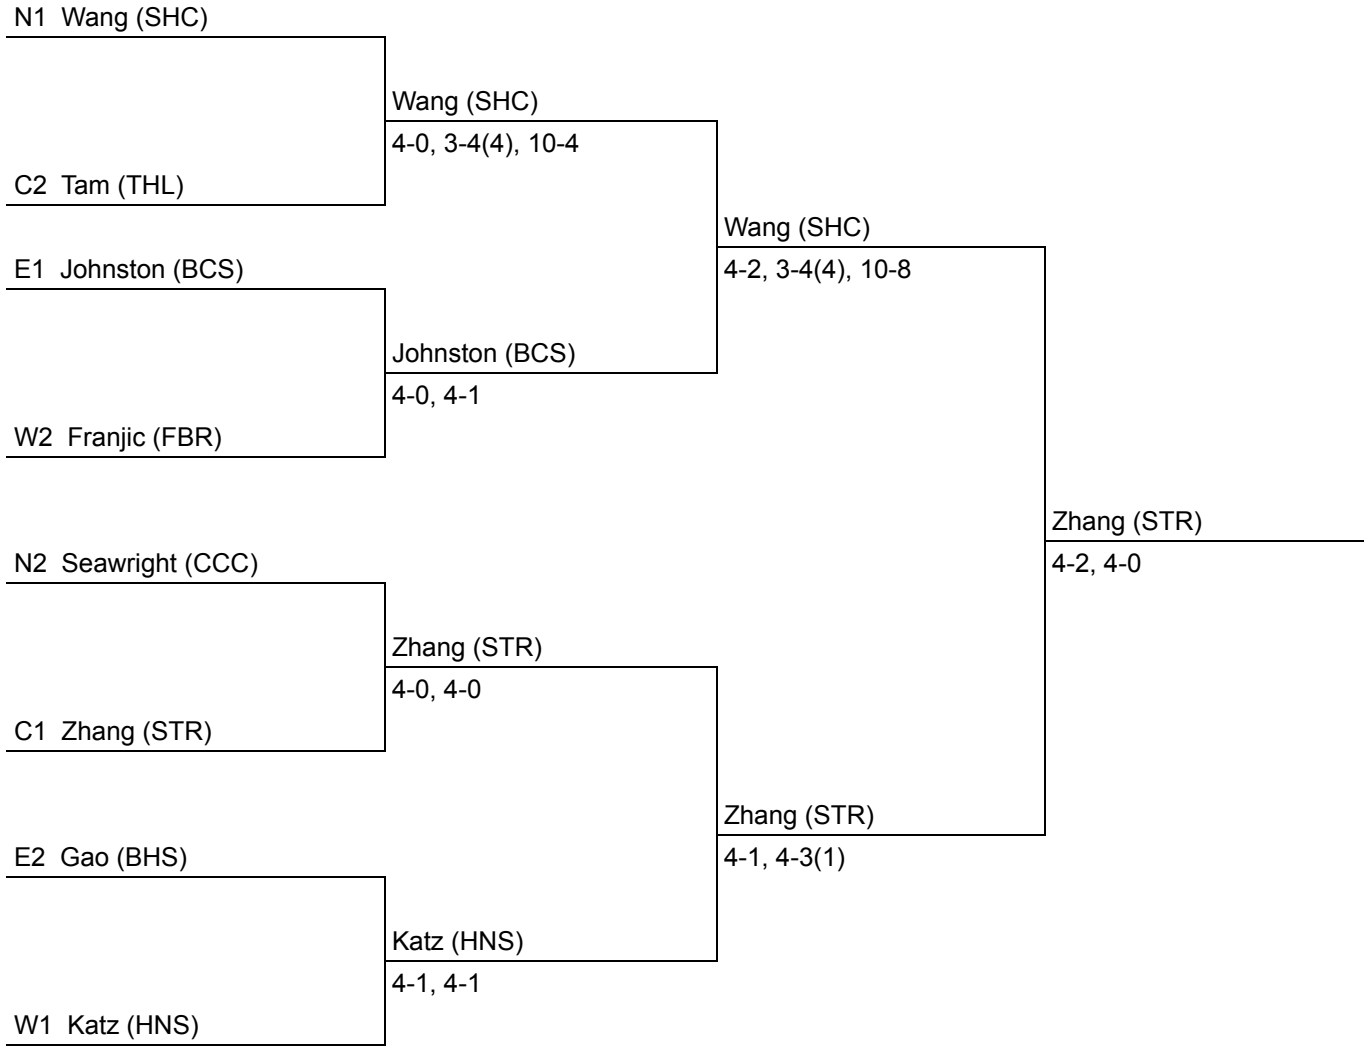 N1  Wang (SHC)
Wang (SHC)
4-0, 3-4(4), 10-4
C2  Tam (THL)
Wang (SHC)
4-2, 3-4(4), 10-8
E1  Johnston (BCS)
Johnston (BCS)
4-0, 4-1
W2  Franjic (FBR)
Zhang (STR)
4-2, 4-0
N2  Seawright (CCC)
Zhang (STR)
4-0, 4-0
C1  Zhang (STR)
Zhang (STR)
4-1, 4-3(1)
E2  Gao (BHS)
Katz (HNS)
4-1, 4-1
W1  Katz (HNS)